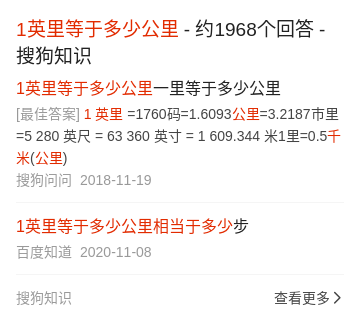 1英里等于多少公里 - 约1968个回答 -
搜狗知识
1英里等于多少公里一里等于多少公里
[最佳答案] 1 英里 =1760码=1.6093公里=3.2187市里
=5 280 英尺 = 63 360 英寸 = 1 609.344 米1里=0.5千
米(公里)
搜狗问问 2018-11-19
1英里等于多少公里相当于多少步
百度知道 2020-11-08
搜狗知识 查看更多